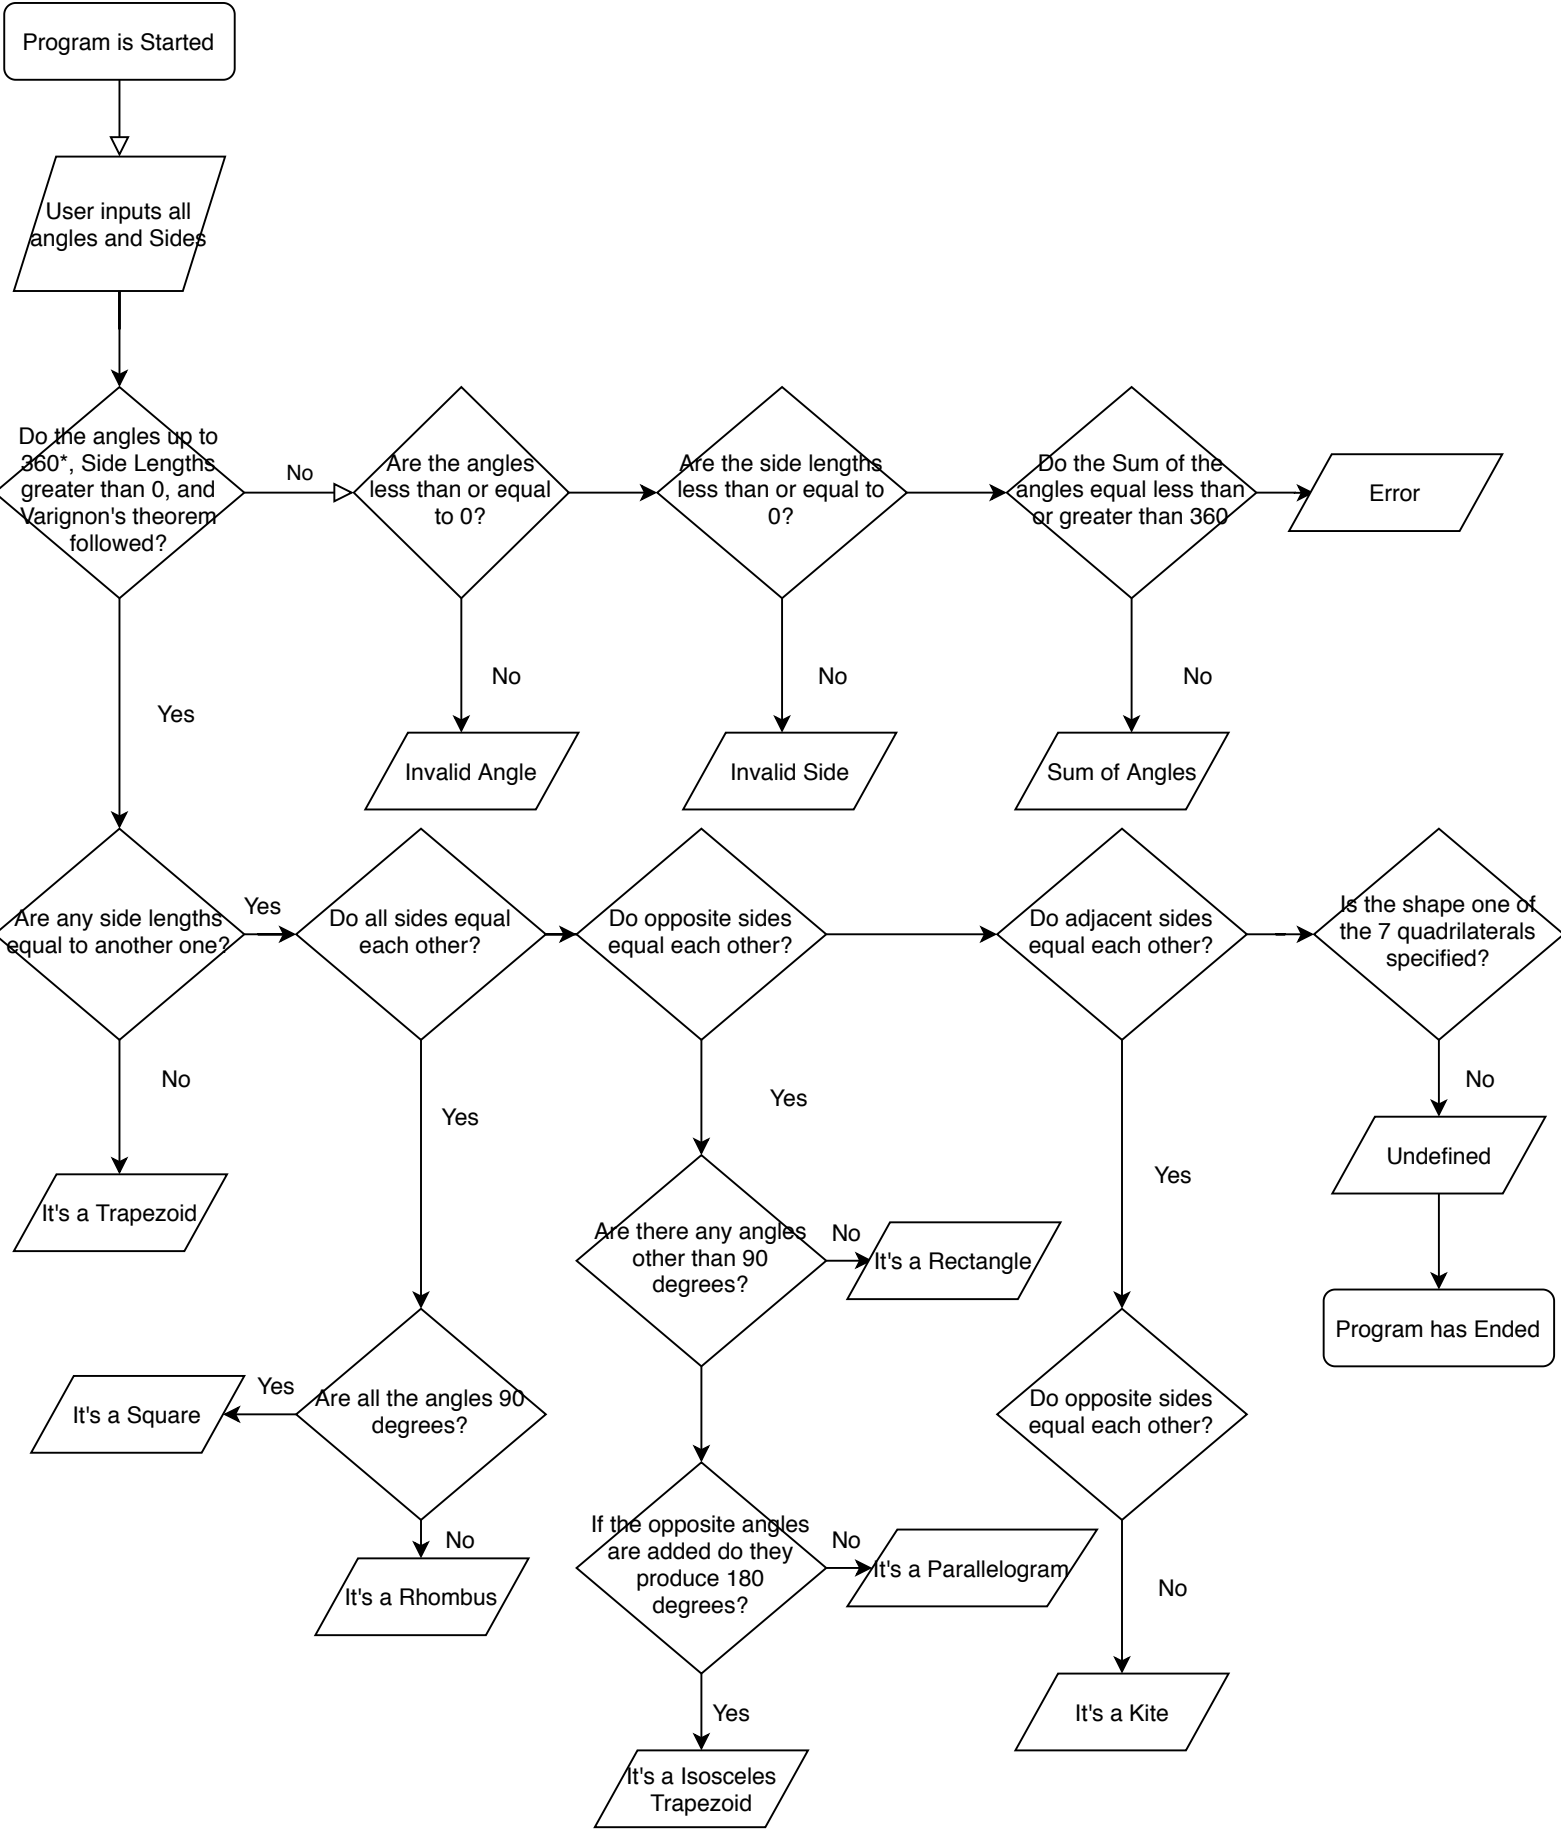 Program is Started
User inputs all
angles and Sides
Do the angles up to
360*, Side Lengths
greater than 0, and
Varignon's theorem
followed?
No
Are the angles
less than or equal
to 0?
Are the side lengths
less than or equal to
0?
Do the Sum of the
angles equal less than
or greater than 360
Error
Yes
No
No
No
Invalid Angle
Invalid Side
Sum of Angles
Are any side lengths
equal to another one?
Yes
Do all sides equal
each other?
Do opposite sides
equal each other?
Do adjacent sides
equal each other?
Is the shape one of
the 7 quadrilaterals
specified?
No
Yes
Yes
Yes
No
It's a Trapezoid
Are there any angles
other than 90
degrees?
No
It's a Rectangle
Undefined
Program has Ended
It's a Square
Yes
Are all the angles 90
degrees?
No
It's a Rhombus
Do opposite sides
equal each other?
If the opposite angles
are added do they
produce 180
degrees?
No
It's a Parallelogram
No
Yes
It's a Isosceles
Trapezoid
It's a Kite